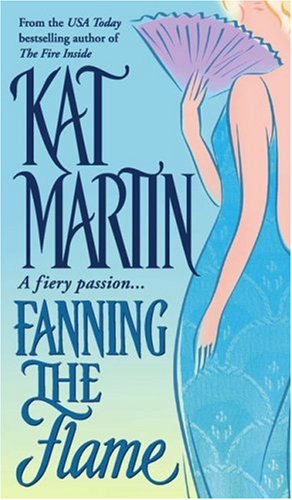 From the USA Today
bestselling author of
The Fire Inside
KAT
MARTIN
A fiery passion...
FANNING
THE
Flame